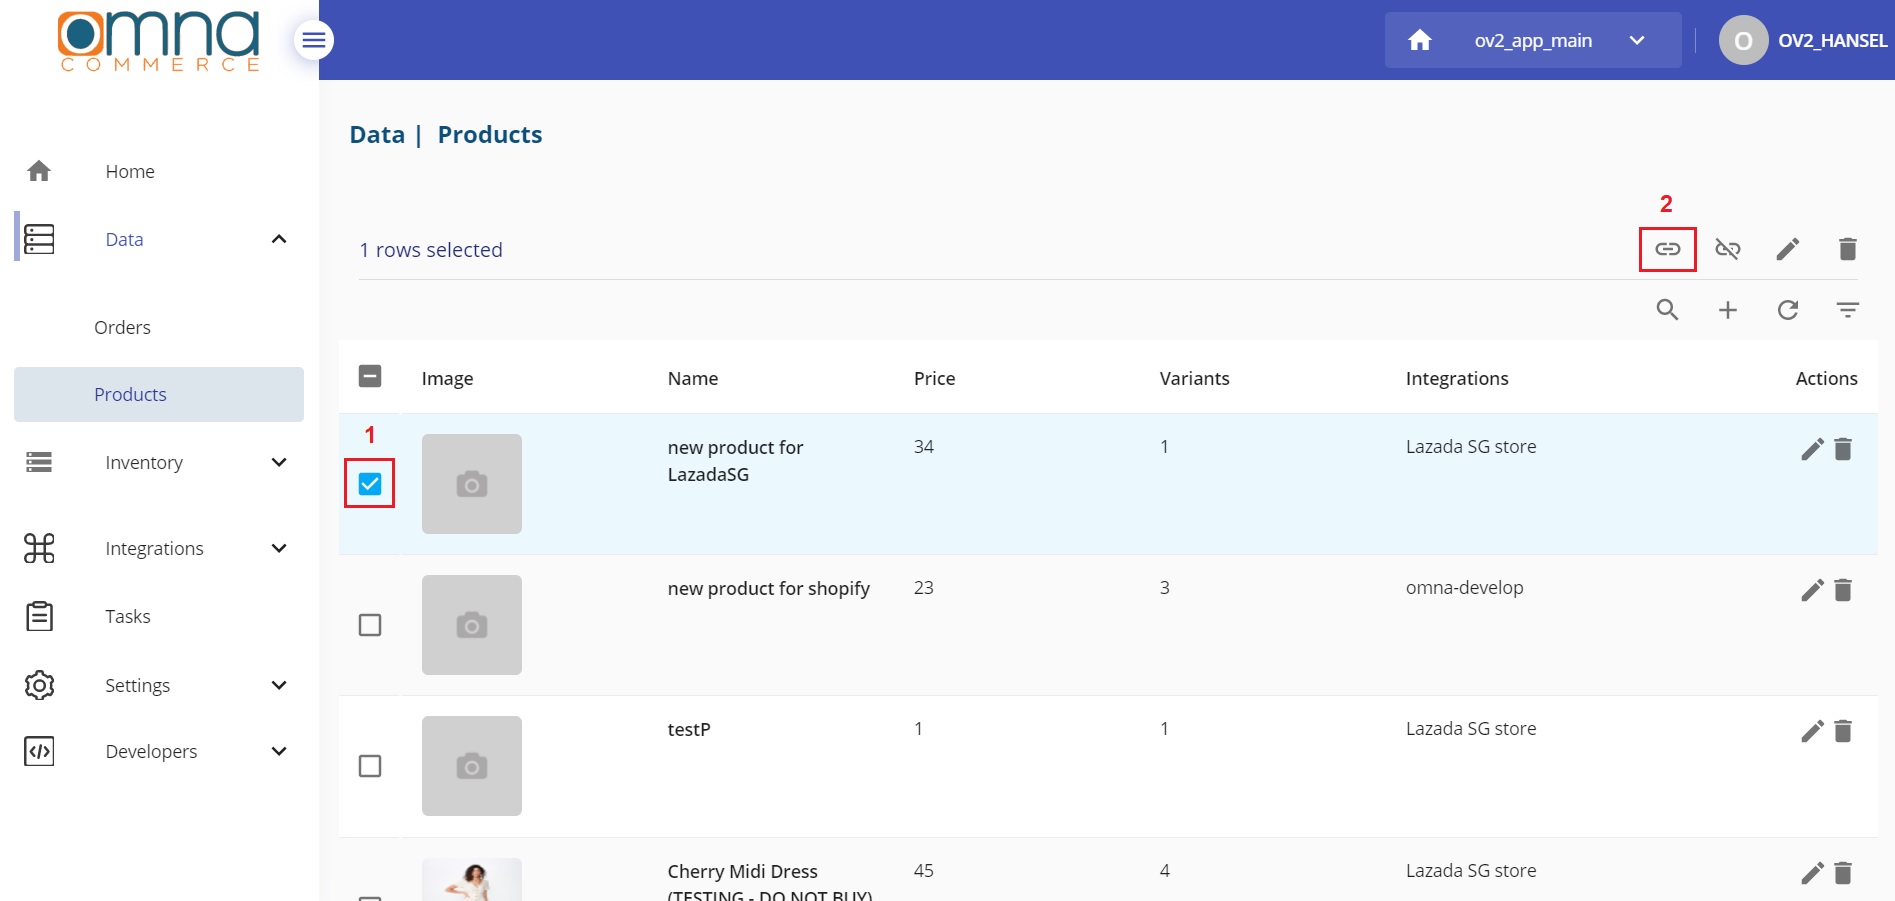 omna
COMMERCE
ov2_app_main
O
OV2_HANSEL
Home
Data
Orders
Products
Inventory
Integrations
Tasks
Settings
Developers
Data | Products
2
1 rows selected
Image Name Price Variants Integrations Actions
1
new product for
LazadaSG
34
1
Lazada SG store
new product for shopify
23
3
omna-develop
testP
1
1
Lazada SG store
Cherry Midi Dress
(TESTING - DO NOT BUY)
45
4
Lazada SG store